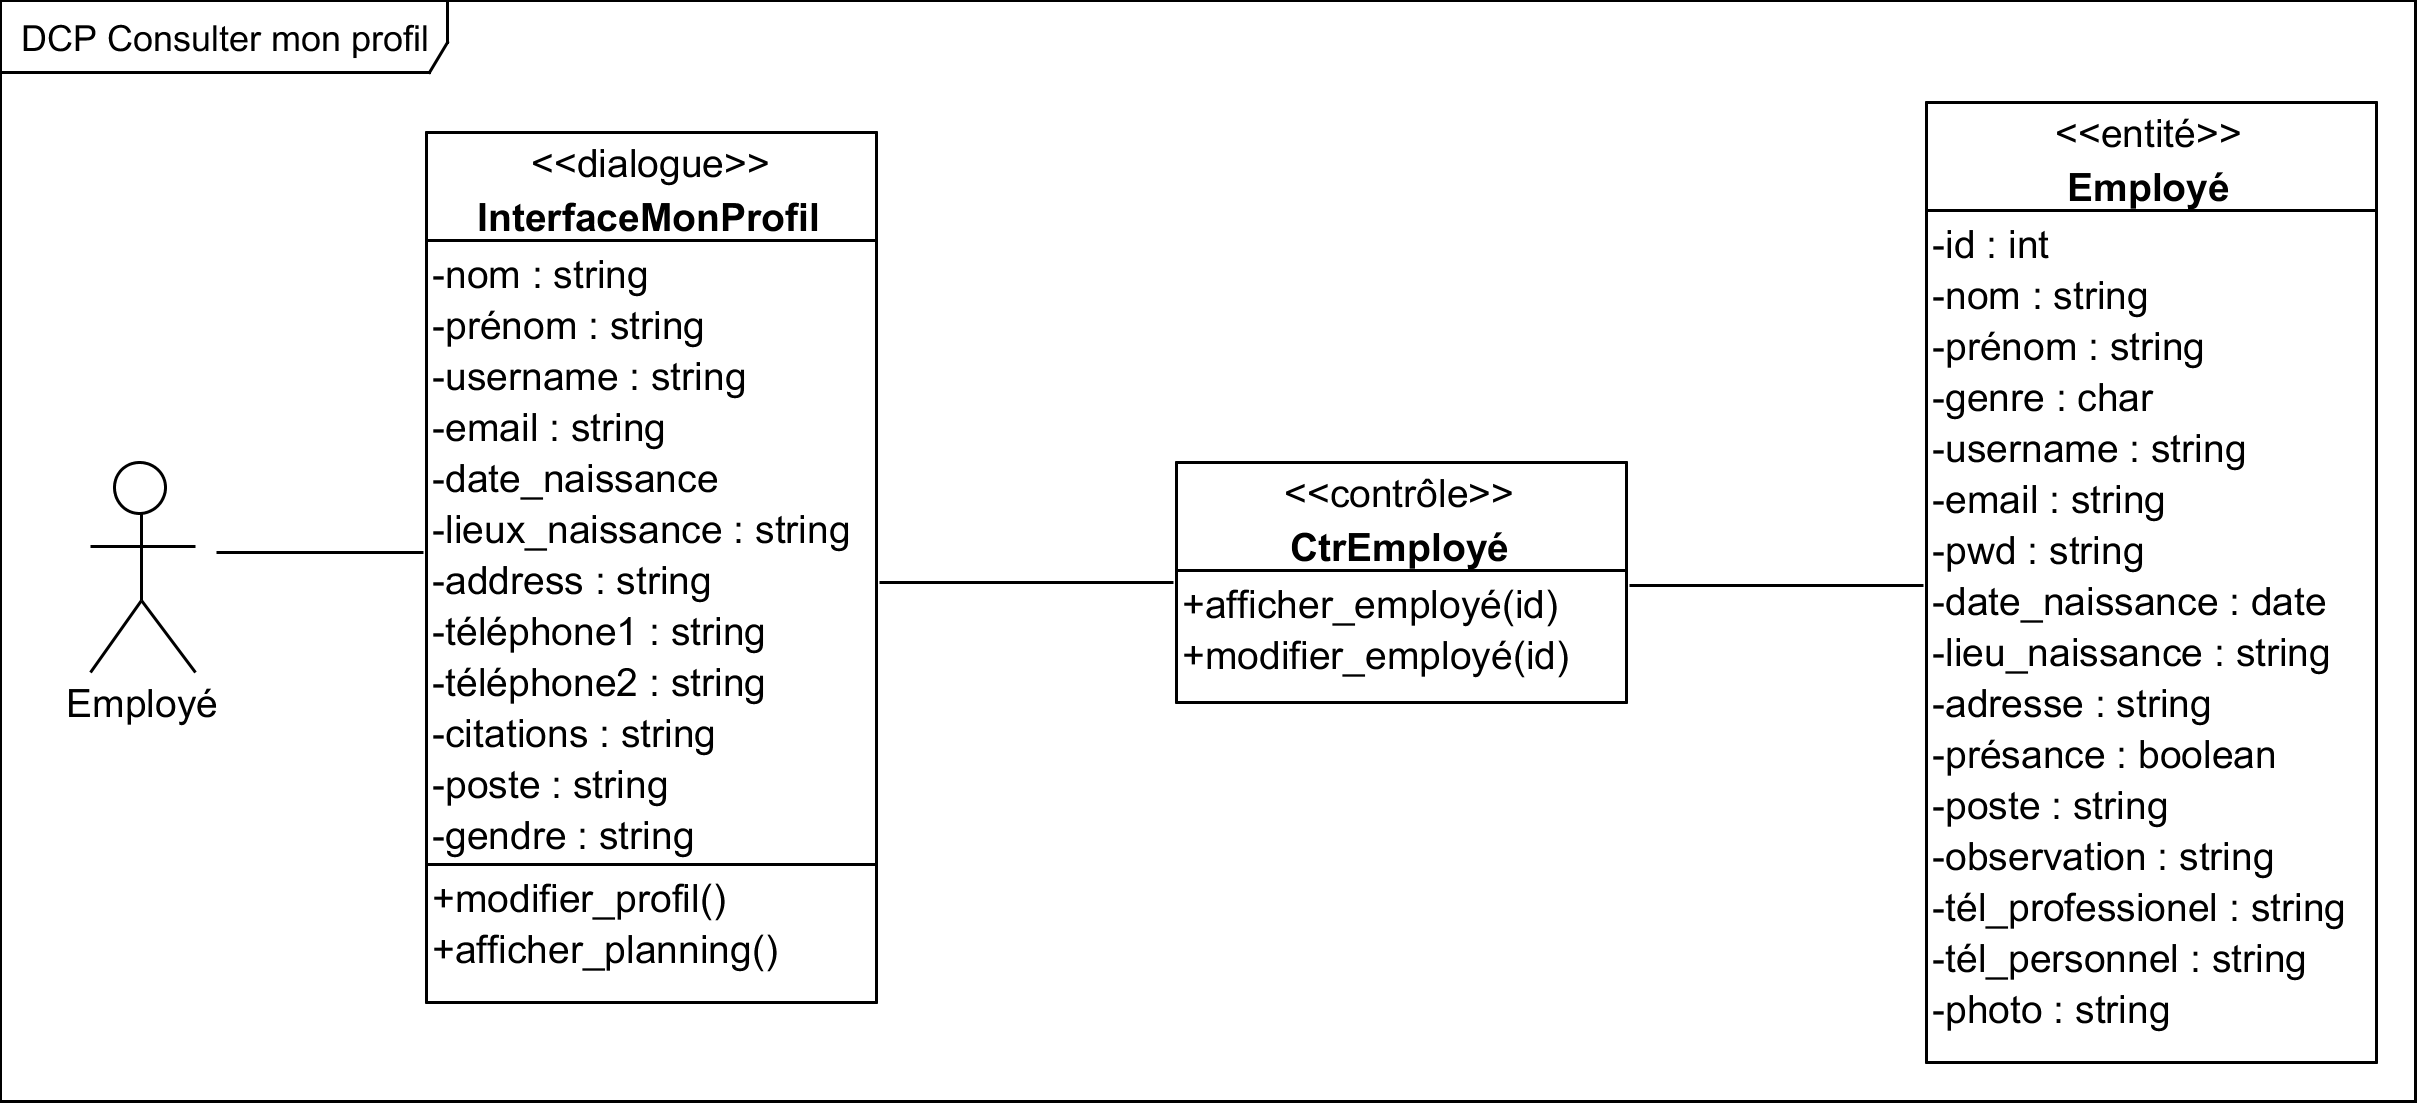 DCP Consulter mon profil
Employé
<<dialogue>>
InterfaceMonProfil
-nom : string
-prénom : string
-username : string
-email : string
-date_naissance
-lieux_naissance : string
-address : string
-téléphone1 : string
-téléphone2 : string
-citations : string
-poste : string
-gendre : string
+modifier_profil()
+afficher_planning()
<<contrôle>>
CtrEmployé
+afficher_employé(id)
+modifier_employé(id)
<<entité>>
Employé
-id : int
-nom : string
-prénom : string
-genre : char
-username : string
-email : string
-pwd : string
-date_naissance : date
-lieu_naissance : string
-adresse : string
-présance : boolean
-poste : string
-observation : string
-tél_professionel : string
-tél_personnel : string
-photo : string